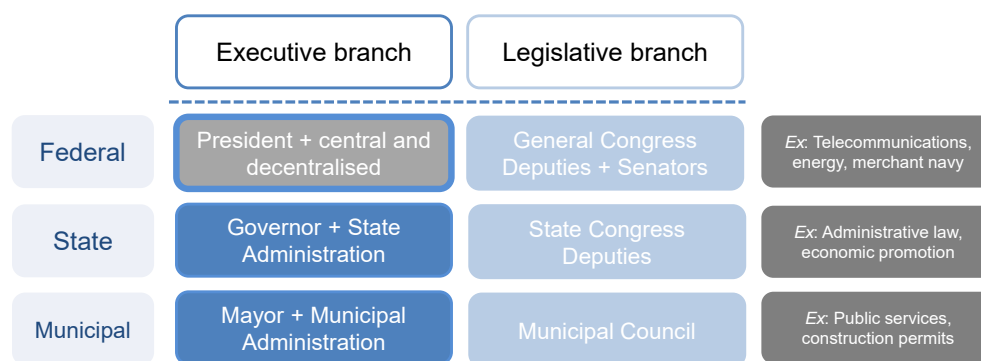 Executive branch
Legislative branch
Federal
President + central and
decentralised
General Congress
Deputies + Senators
Ex: Telecommunications,
energy, merchant navy
State
Governor + State
Administration
State Congress
Deputies
Ex: Administrative law,
economic promotion
Municipal
Mayor + Municipal
Administration
Municipal Council
Ex: Public services,
construction permits